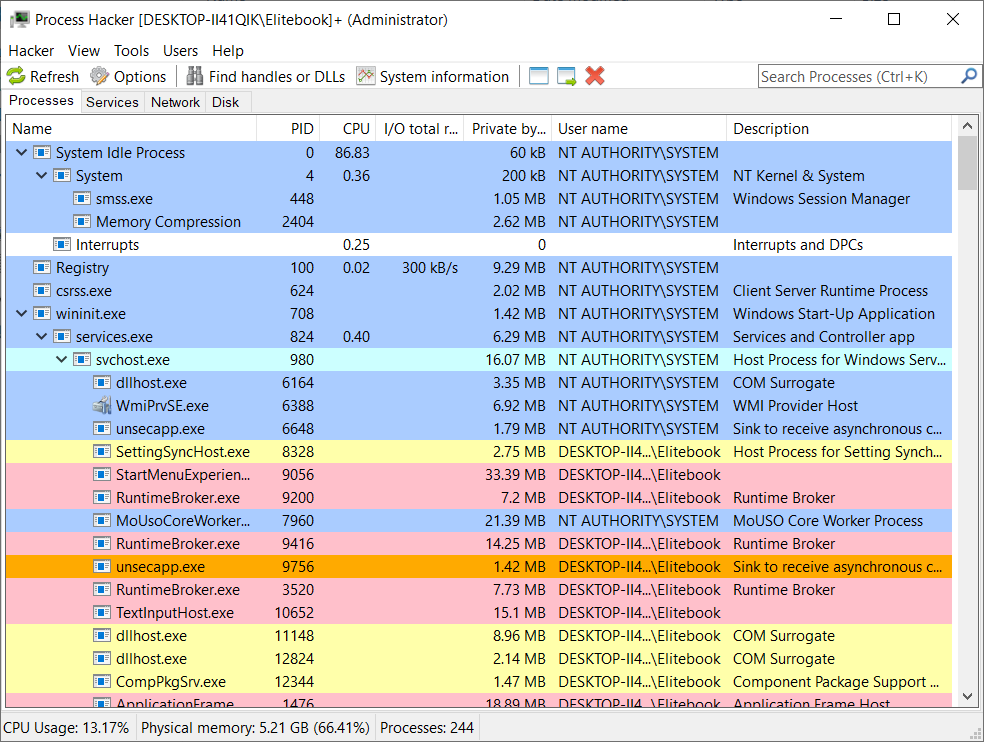 Process Hacker [DESKTOP-II41QIK\Elitebook]+ (Administrator)
Hacker View Tools Users Help
Refresh Options Find handles or DLLs System information Search Processes (Ctrl+K)
Processes Services Network Disk
Name PID CPU I/O total r... Private by... User name Description
System Idle Process 0 86.83 60 kB NT AUTHORITY\SYSTEM
System 4 0.36 200 kB NT AUTHORITY\SYSTEM NT Kernel & System
smss.exe 448 1.05 MB NT AUTHORITY\SYSTEM Windows Session Manager
Memory Compression 2404 2.62 MB NT AUTHORITY\SYSTEM
Interrupts 0.25 0 Interrupts and DPCs
Registry 100 0.02 300 kB/s 9.29 MB NT AUTHORITY\SYSTEM
csrss.exe 624 2.02 MB NT AUTHORITY\SYSTEM Client Server Runtime Process
wininit.exe 708 1.42 MB NT AUTHORITY\SYSTEM Windows Start-Up Application
services.exe 824 0.40 6.29 MB NT AUTHORITY\SYSTEM Services and Controller app
svchost.exe 980 16.07 MB NT AUTHORITY\SYSTEM Host Process for Windows Serv...
dllhost.exe 6164 3.35 MB NT AUTHORITY\SYSTEM COM Surrogate
WmiPrvSE.exe 6388 6.92 MB NT AUTHORITY\SYSTEM WMI Provider Host
unsecapp.exe 6648 1.79 MB NT AUTHORITY\SYSTEM Sink to receive asynchronous c...
SettingSyncHost.exe 8328 2.75 MB DESKTOP-II4...\Elitebook Host Process for Setting Synch...
StartMenuExperien... 9056 33.39 MB DESKTOP-II4...\Elitebook
RuntimeBroker.exe 9200 7.2 MB DESKTOP-II4...\Elitebook Runtime Broker
MoUsoCoreWorker... 7960 21.39 MB NT AUTHORITY\SYSTEM MoUSO Core Worker Process
RuntimeBroker.exe 9416 14.25 MB DESKTOP-II4...\Elitebook Runtime Broker
unsecapp.exe 9756 1.42 MB DESKTOP-II4...\Elitebook Sink to receive asynchronous c...
RuntimeBroker.exe 3520 7.73 MB DESKTOP-II4...\Elitebook Runtime Broker
TextInputHost.exe 10652 15.1 MB DESKTOP-II4...\Elitebook
dllhost.exe 11148 8.96 MB DESKTOP-II4...\Elitebook COM Surrogate
dllhost.exe 12824 2.14 MB DESKTOP-II4...\Elitebook COM Surrogate
CompPkgSrv.exe 12344 1.47 MB DESKTOP-II4...\Elitebook Component Package Support ...
ApplicationFrame... 1476 18.89 MB DESKTOP-II4...\Elitebook Application Frame Host
CPU Usage: 13.17% Physical memory: 5.21 GB (66.41%) Processes: 244